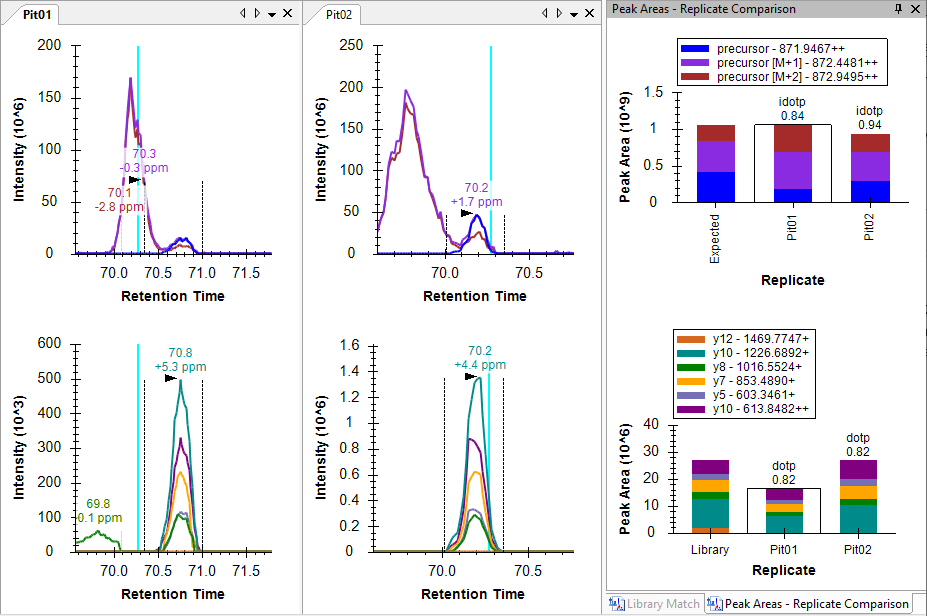 Pit01
200
150
100
50
0
Intensity (10^6)
70.3
-0.3 ppm
70.1
-2.8 ppm
70.0
70.5
71.0
71.5
Retention Time
600
500
400
300
200
100
0
Intensity (10^3)
70.8
+5.3 ppm
69.8
-0.1 ppm
70.0
70.5
71.0
71.5
Retention Time
Pit02
250
200
150
100
50
0
Intensity (10^6)
70.2
+1.7 ppm
70.0
70.5
Retention Time
1.6
1.4
1.2
1
0.8
0.6
0.4
0.2
0
Intensity (10^6)
70.2
+4.4 ppm
70.0
70.5
Retention Time
Peak Areas - Replicate Comparison
precursor - 871.9467++
precursor [M+1] - 872.4481++
precursor [M+2] - 872.9495++
1.5
1
0.5
0
Peak Area (10^9)
idotp
0.84
idotp
0.94
Expected
Pit01
Pit02
Replicate
y12 - 1469.7747+
y10 - 1226.6892+
y8 - 1016.5524+
y7 - 853.4890+
y5 - 603.3461+
y10 - 613.8482++
40
30
20
10
0
Peak Area (10^6)
dotp
0.82
dotp
0.82
Library
Pit01
Pit02
Replicate
Library Match
Peak Areas - Replicate Comparison